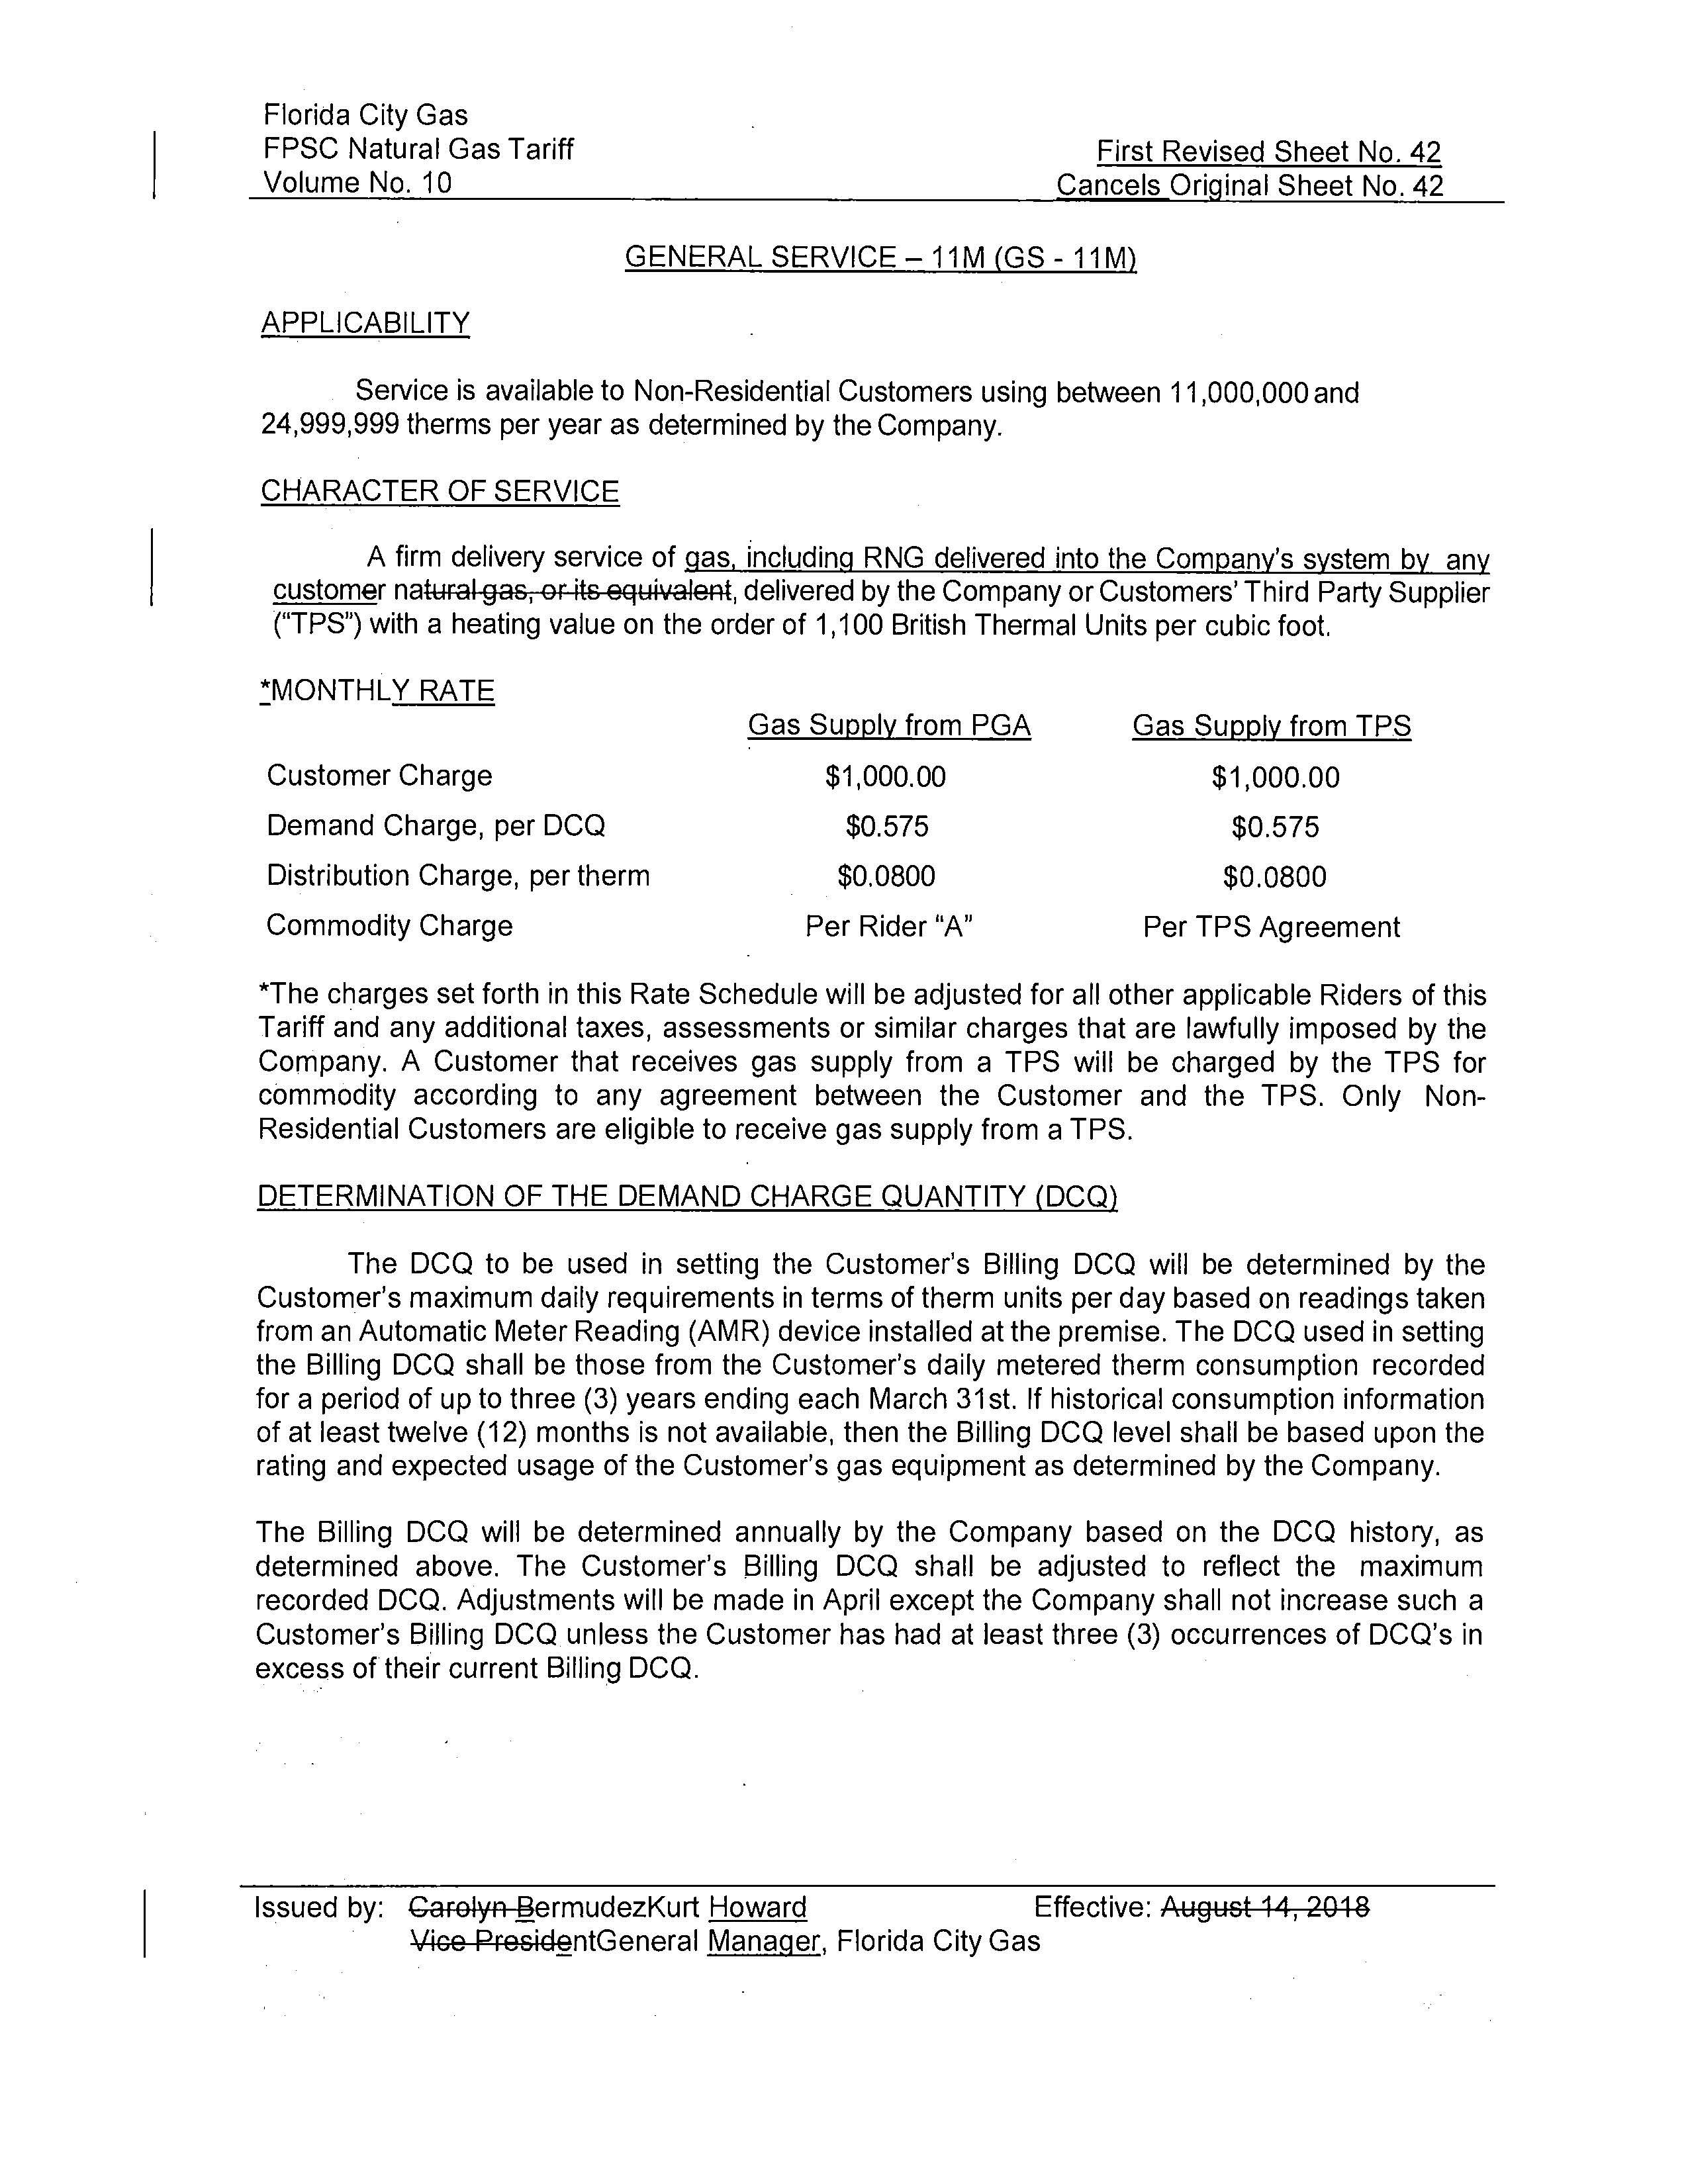 Florida City Gas
FPSC Natural Gas Tariff
Volume No. 10
First Revised Sheet No. 42
Cancels Original Sheet No. 42
GENERAL SERVICE – 11M (GS - 11M)
APPLICABILITY
Service is available to Non-Residential Customers using between 11,000,000 and
24,999,999 therms per year as determined by the Company.
CHARACTER OF SERVICE
A firm delivery service of gas, including RNG delivered into the Company's system by any
customer natural gas, or its equivalent, delivered by the Company or Customers' Third Party Supplier
("TPS") with a heating value on the order of 1,100 British Thermal Units per cubic foot.
*MONTHLY RATE
Gas Supply from PGA Gas Supply from TPS
Customer Charge $1,000.00 $1,000.00
Demand Charge, per DCQ $0.575 $0.575
Distribution Charge, per therm $0.0800 $0.0800
Commodity Charge Per Rider "A" Per TPS Agreement
*The charges set forth in this Rate Schedule will be adjusted for all other applicable Riders of this
Tariff and any additional taxes, assessments or similar charges that are lawfully imposed by the
Company. A Customer that receives gas supply from a TPS will be charged by the TPS for
commodity according to any agreement between the Customer and the TPS. Only Non-
Residential Customers are eligible to receive gas supply from a TPS.
DETERMINATION OF THE DEMAND CHARGE QUANTITY (DCQ)
The DCQ to be used in setting the Customer's Billing DCQ will be determined by the
Customer's maximum daily requirements in terms of therm units per day based on readings taken
from an Automatic Meter Reading (AMR) device installed at the premise. The DCQ used in setting
the Billing DCQ shall be those from the Customer's daily metered therm consumption recorded
for a period of up to three (3) years ending each March 31st. If historical consumption information
of at least twelve (12) months is not available, then the Billing DCQ level shall be based upon the
rating and expected usage of the Customer's gas equipment as determined by the Company.
The Billing DCQ will be determined annually by the Company based on the DCQ history, as
determined above. The Customer's Billing DCQ shall be adjusted to reflect the maximum
recorded DCQ. Adjustments will be made in April except the Company shall not increase such a
Customer's Billing DCQ unless the Customer has had at least three (3) occurrences of DCQ's in
excess of their current Billing DCQ.
Issued by: Carolyn BermudezKurt Howard Effective: August 14, 2018
Vice PresidentGeneral Manager, Florida City Gas